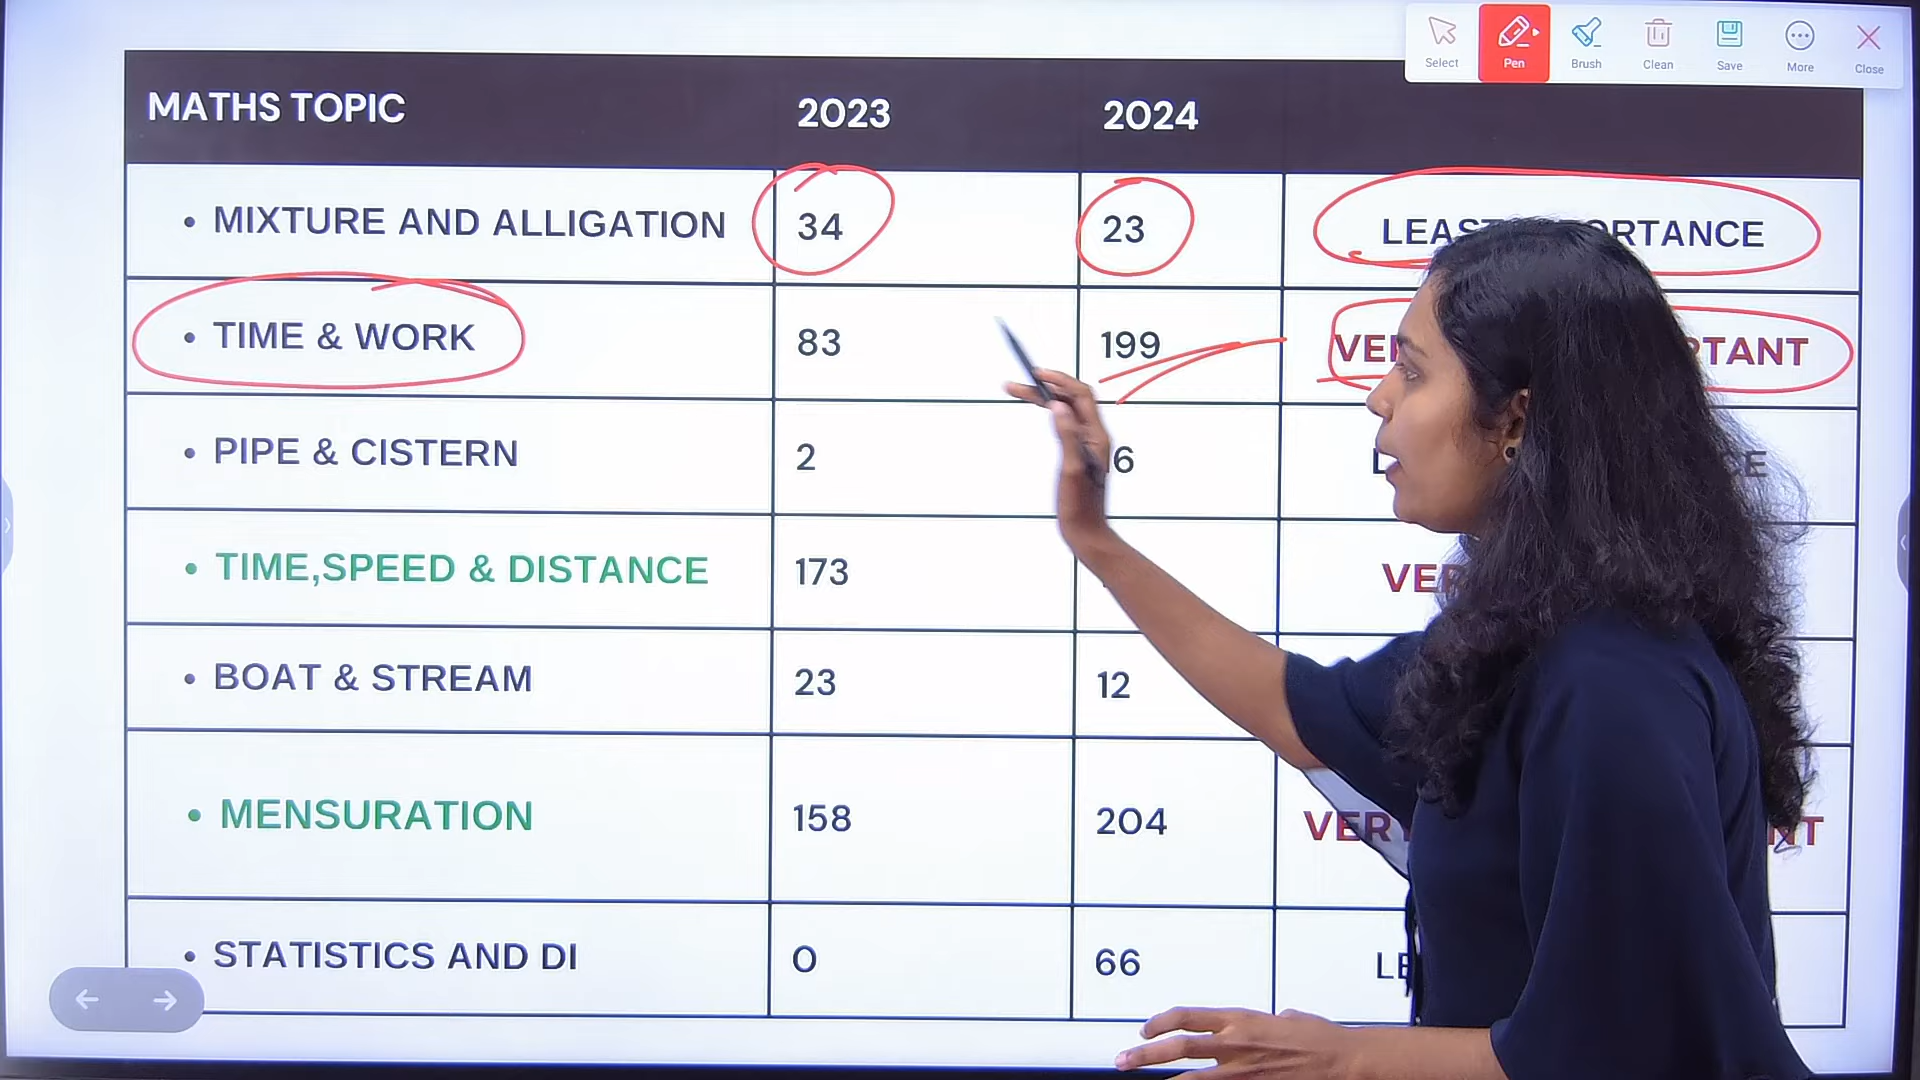 Select Pen Brush Clean Save More Close
MATHS TOPIC 2023 2024
• MIXTURE AND ALLIGATION 34 23
• TIME & WORK 83 199
• PIPE & CISTERN 2
• TIME,SPEED & DISTANCE 173
• BOAT & STREAM 23 12
• MENSURATION 158 204
• STATISTICS AND DI 0 66